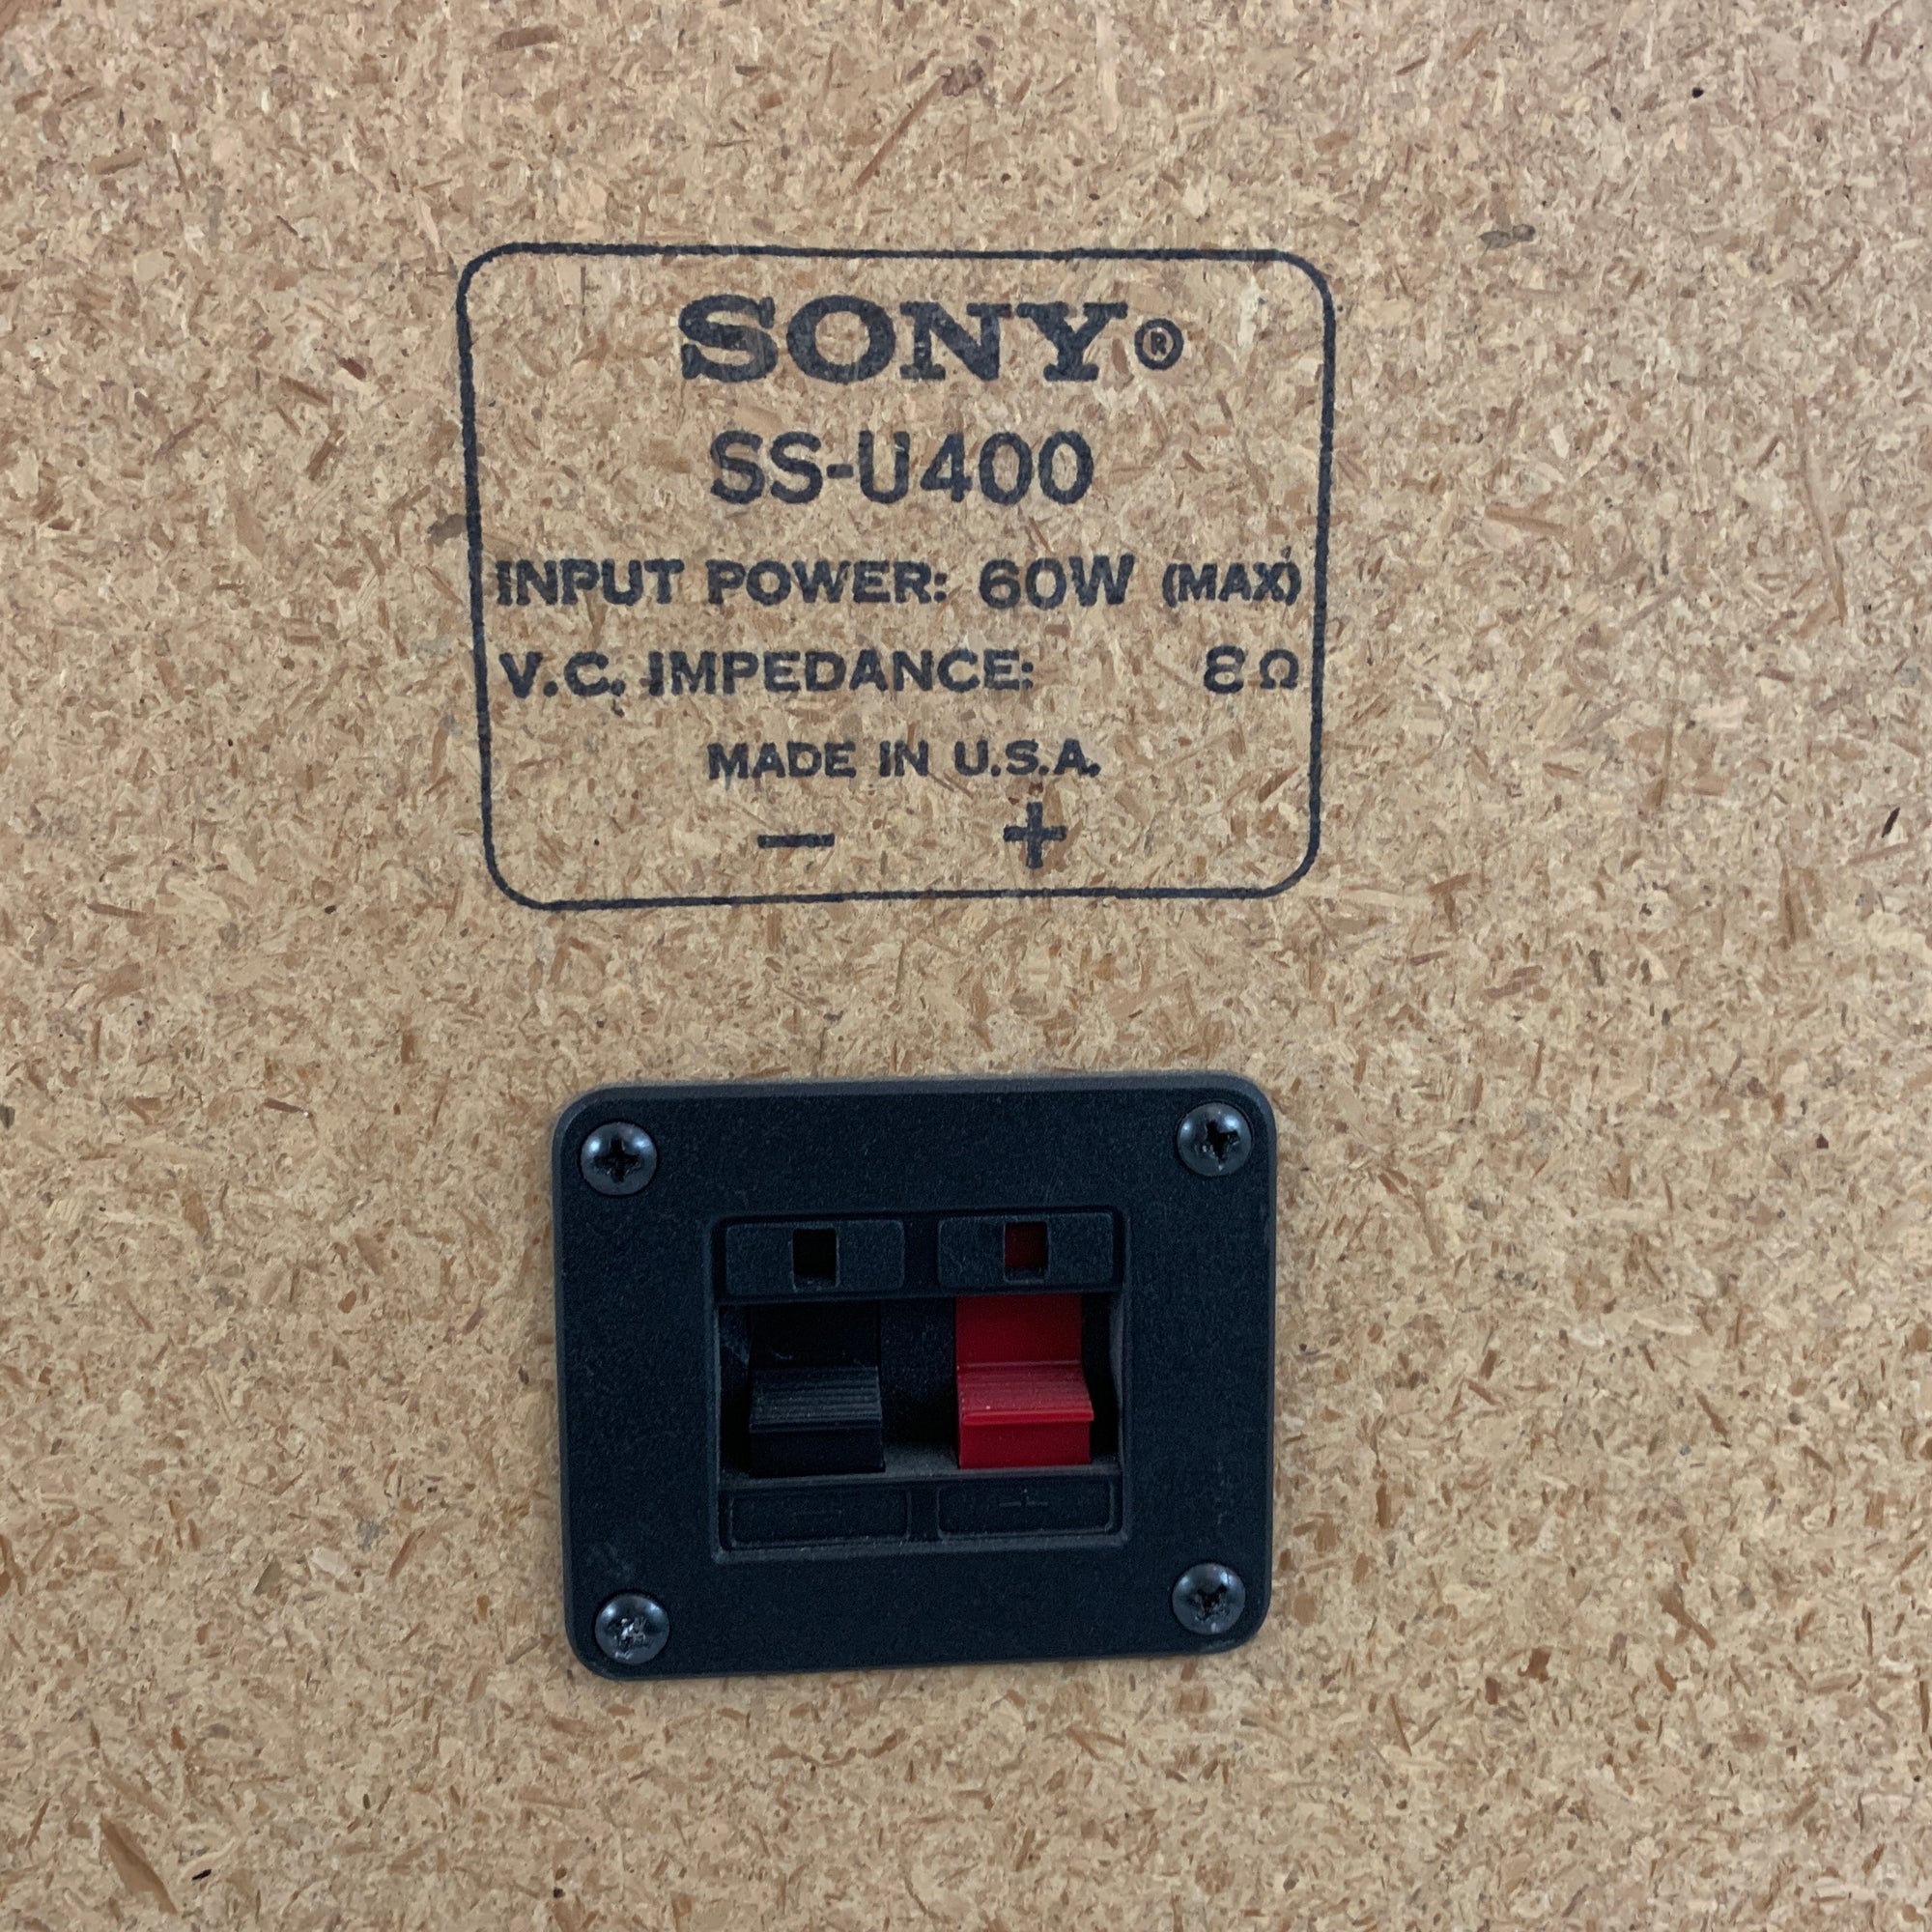 SONY®
SS-U400
INPUT POWER: 60W (MAX)
V.C. IMPEDANCE: 8Ω
MADE IN U.S.A.
− +
− +